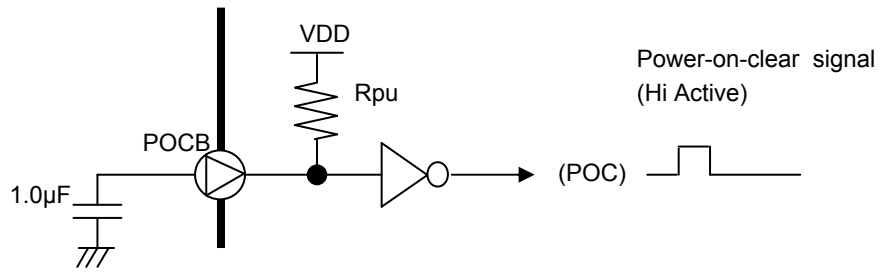 VDD
Power-on-clear signal
(Hi Active)
Rpu
POCB
(POC)
1.0µF